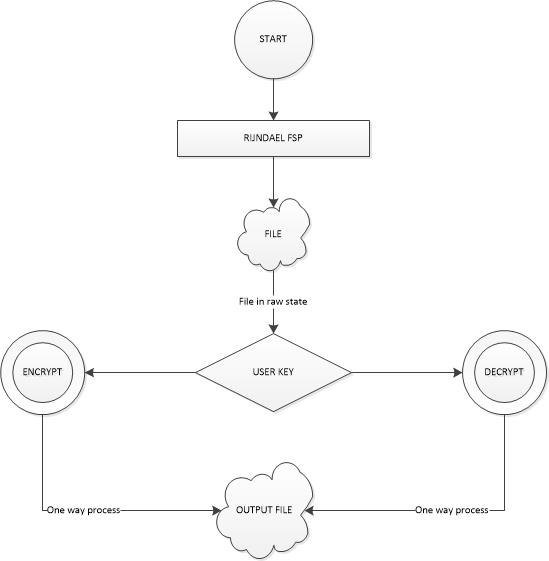 START
RIJNDAEL FSP
FILE
File in raw state
ENCRYPT
USER KEY
DECRYPT
One way process
OUTPUT FILE
One way process